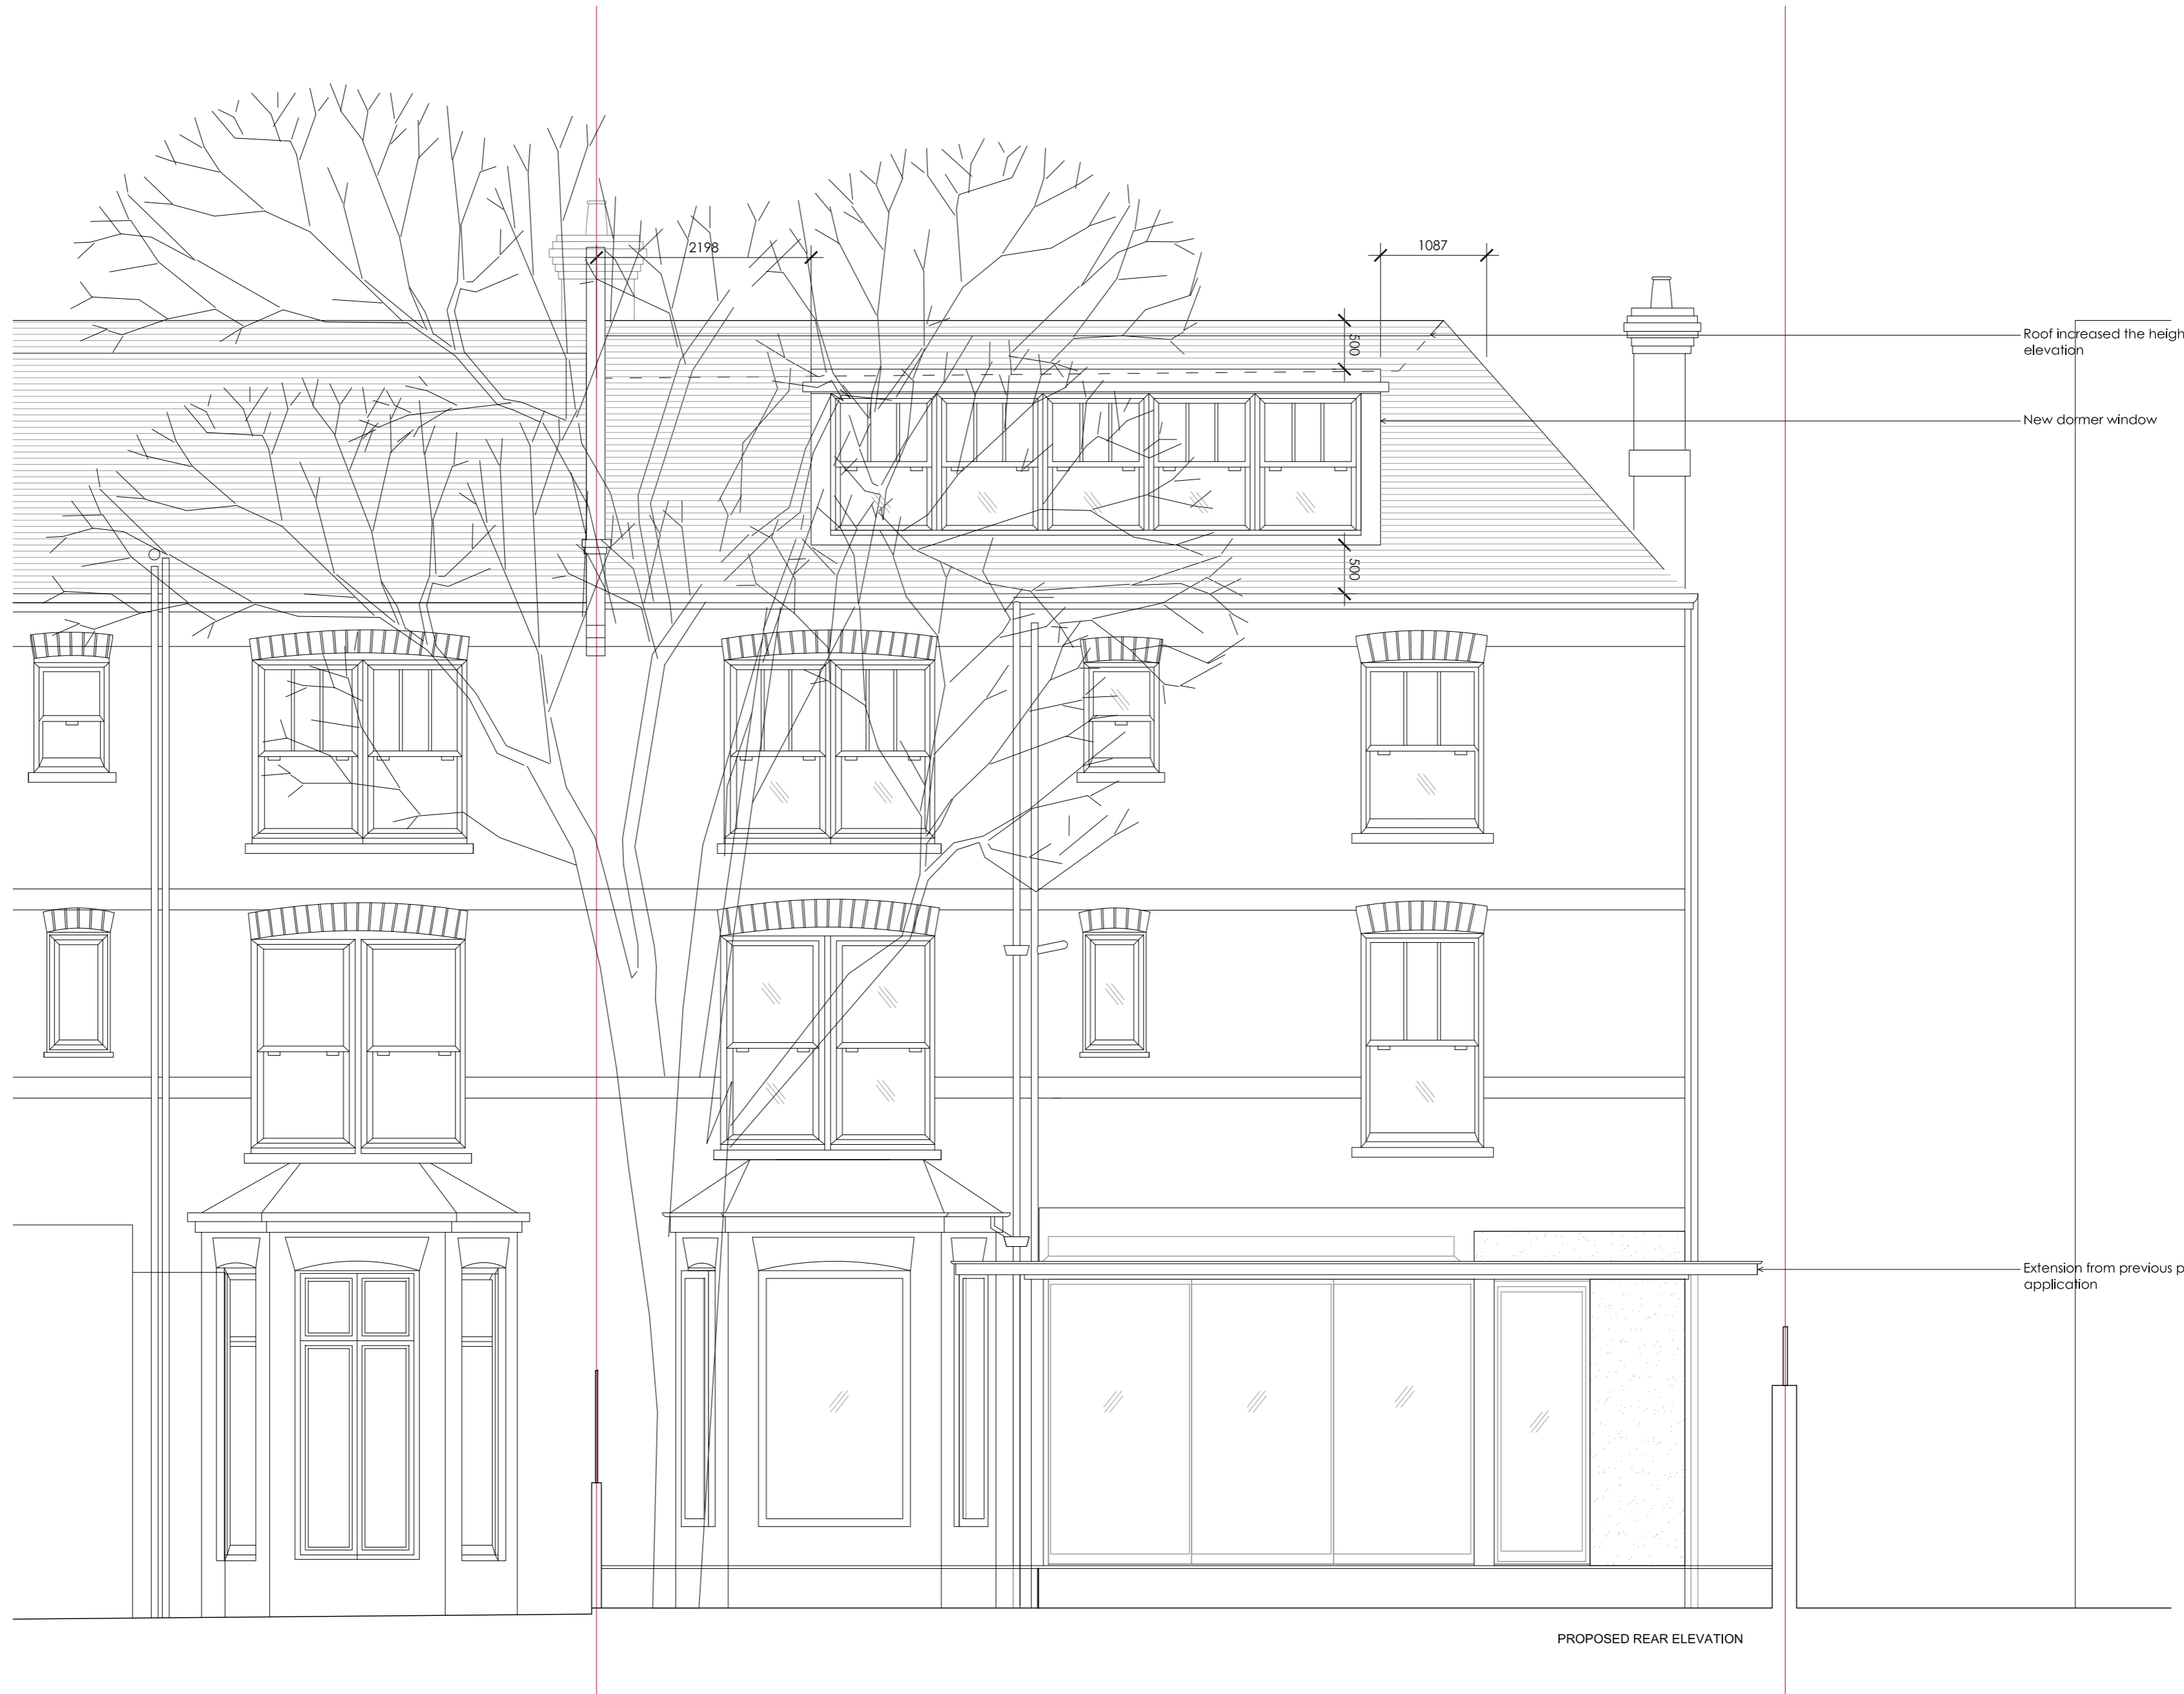 2198
1087
500
Roof increased the heigh
elevation
New dormer window
500
Extension from previous p
application
PROPOSED REAR ELEVATION